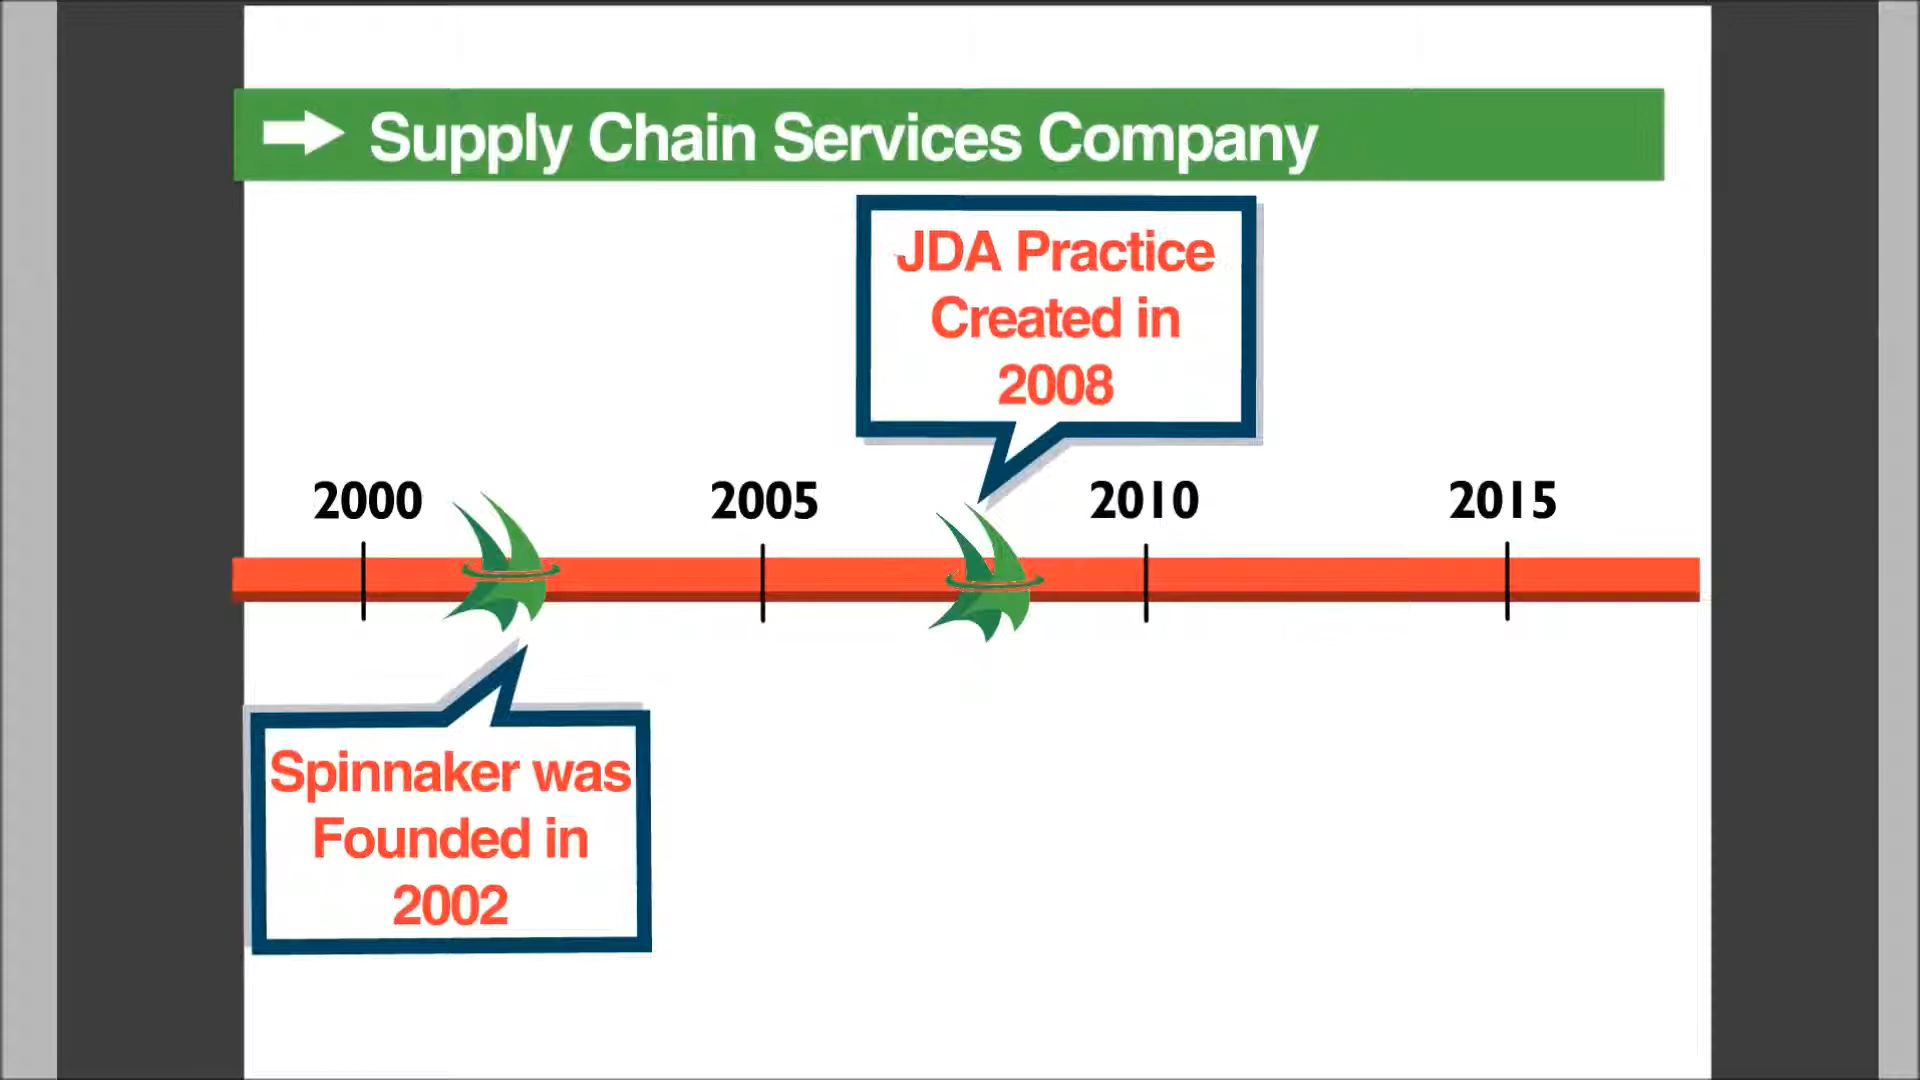 Supply Chain Services Company
JDA Practice
Created in
2008
2000
2005
2010
2015
Spinnaker was
Founded in
2002